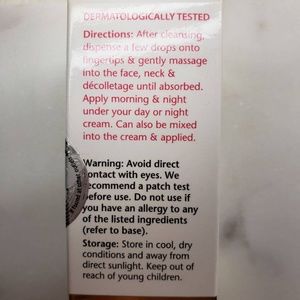 DERMATOLOGICALLY TESTED
Directions: After cleansing,
dispense a few drops onto
fingertips & gently massage
into the face, neck &
décolletage until absorbed.
Apply morning & night
under your day or night
cream. Can also be mixed
into the cream & applied.
Warning: Avoid direct
contact with eyes. We
recommend a patch test
before use. Do not use if
you have an allergy to any
of the listed ingredients
(refer to base).
Storage: Store in cool, dry
conditions and away from
direct sunlight. Keep out of
reach of young children.